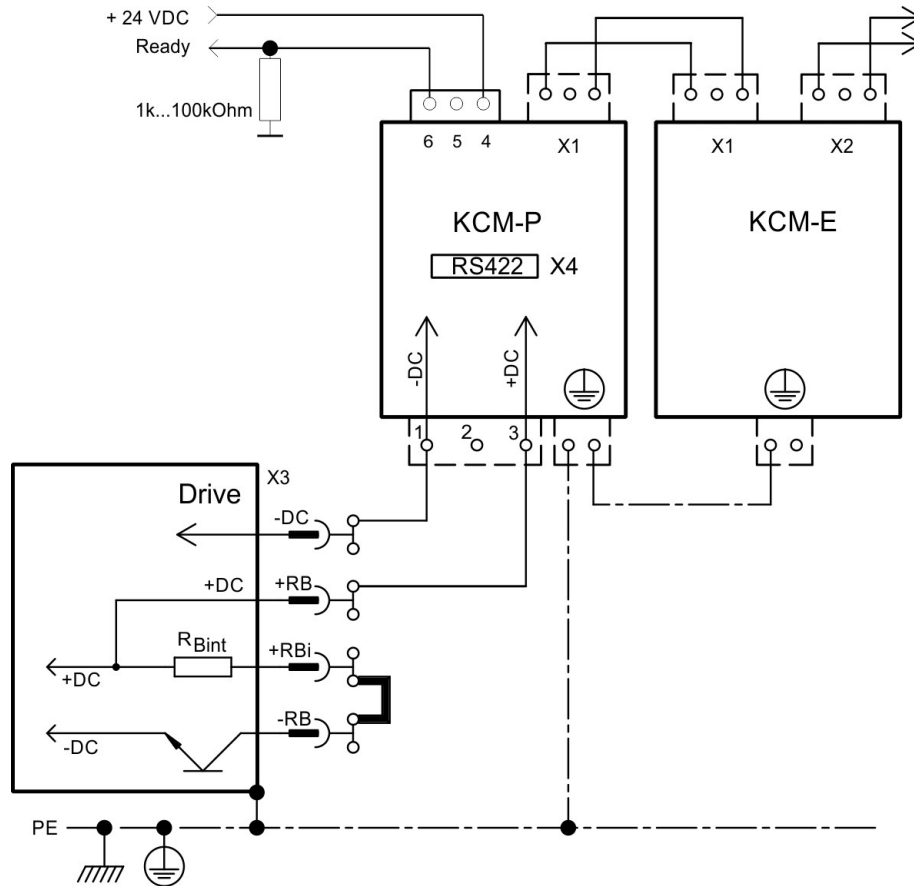 + 24 VDC
Ready
1k...100kOhm
6 5 4
X1
X1
X2
KCM-P
KCM-E
RS422 X4
-DC
+DC
1 2 3
X3
Drive
-DC
+DC
+RB
RBint
+RBi
+DC
-RB
-DC
PE